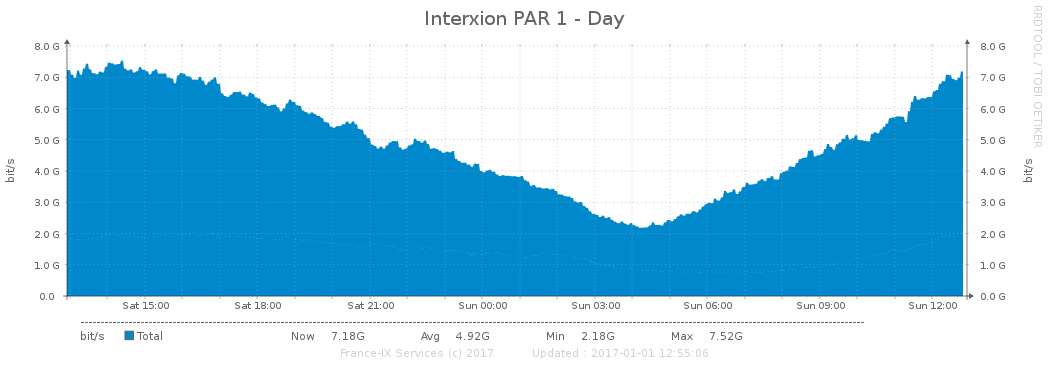 Interxion PAR 1 - Day
RRDTOOL / TOBI OETIKER
bit/s
8.0 G
7.0 G
6.0 G
5.0 G
4.0 G
3.0 G
2.0 G
1.0 G
0.0
8.0 G
7.0 G
6.0 G
5.0 G
4.0 G
3.0 G
2.0 G
1.0 G
0.0 G
bit/s
Sat 15:00 Sat 18:00 Sat 21:00 Sun 00:00 Sun 03:00 Sun 06:00 Sun 09:00 Sun 12:00
bit/s Total Now 7.18G Avg 4.92G Min 2.18G Max 7.52G
France-IX Services (c) 2017 Updated : 2017-01-01 12:55:06